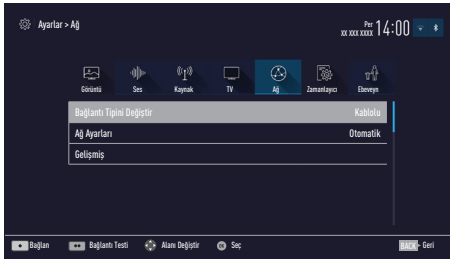 Ayarlar > Ağ
Per
xx xxx xxxx 14:00
Görüntü Ses Kaynak TV Ağ Zamanlayıcı Ebeveyn
Bağlantı Tipini Değiştir Kablolu
Ağ Ayarları Otomatik
Gelişmiş
Bağlan Bağlantı Testi Alanı Değiştir OK Seç BACK Geri